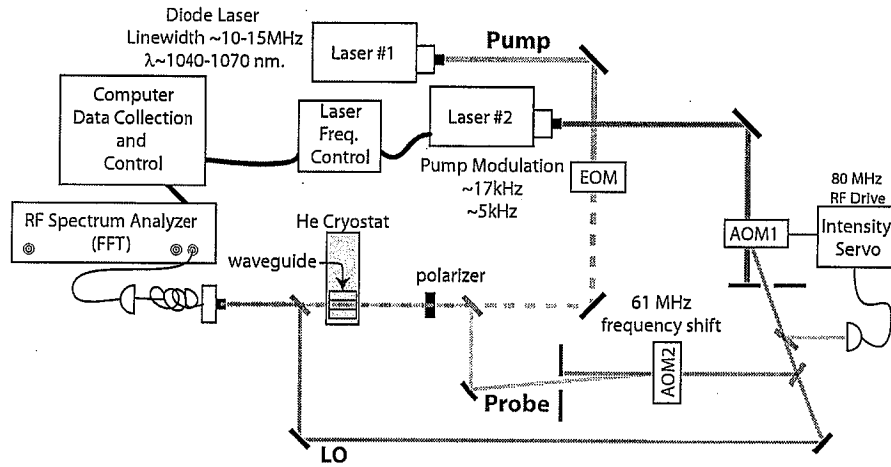 Diode Laser
Linewidth ~10-15MHz
λ~1040-1070 nm.
Laser #1
Pump
Computer
Data Collection
and
Control
Laser
Freq.
Control
Laser #2
Pump Modulation
~17kHz
~5kHz
EOM
80 MHz
RF Drive
AOM1
Intensity
Servo
RF Spectrum Analyzer
(FFT)
He Cryostat
waveguide
polarizer
61 MHz
frequency shift
AOM2
Probe
LO